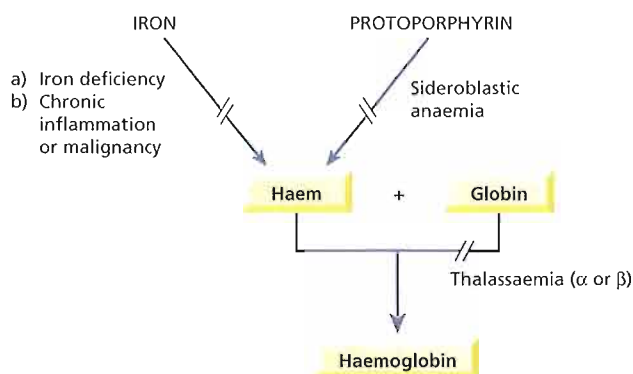 IRON
PROTOPORPHYRIN
a) Iron deficiency
b) Chronic
inflammation
or malignancy
Sideroblastic
anaemia
Haem + Globin
Thalassaemia (α or β)
Haemoglobin